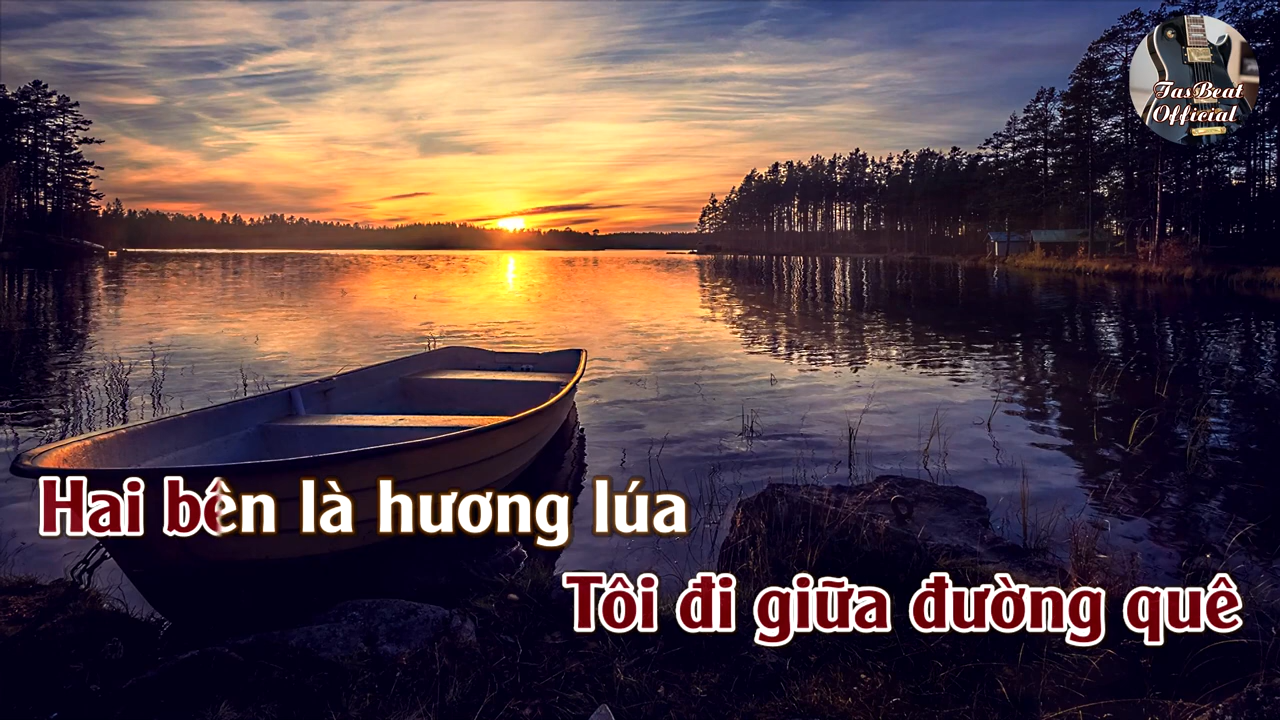 TasBeat
Official
Hai bên là hương lúa
Tôi đi giữa đường quê